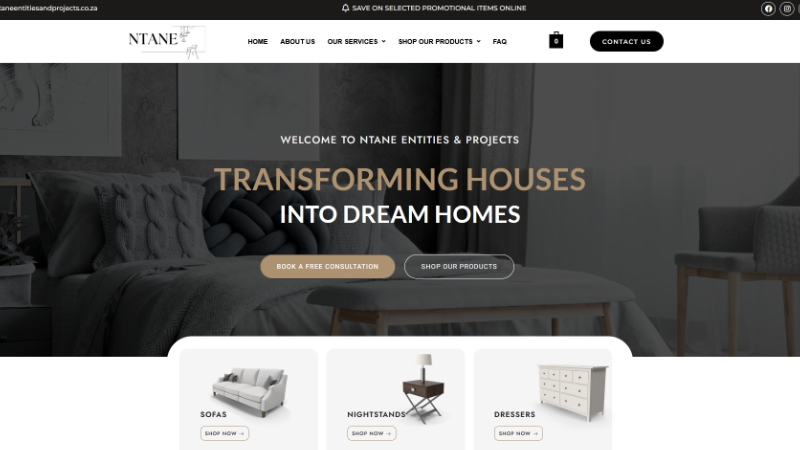 taneentitiesandprojects.co.za
SAVE ON SELECTED PROMOTIONAL ITEMS ONLINE
NTANE
HOME ABOUT US OUR SERVICES SHOP OUR PRODUCTS FAQ 0 CONTACT US
WELCOME TO NTANE ENTITIES & PROJECTS
TRANSFORMING HOUSES
INTO DREAM HOMES
BOOK A FREE CONSULTATION SHOP OUR PRODUCTS
SOFAS NIGHTSTANDS DRESSERS
SHOP NOW → SHOP NOW → SHOP NOW →